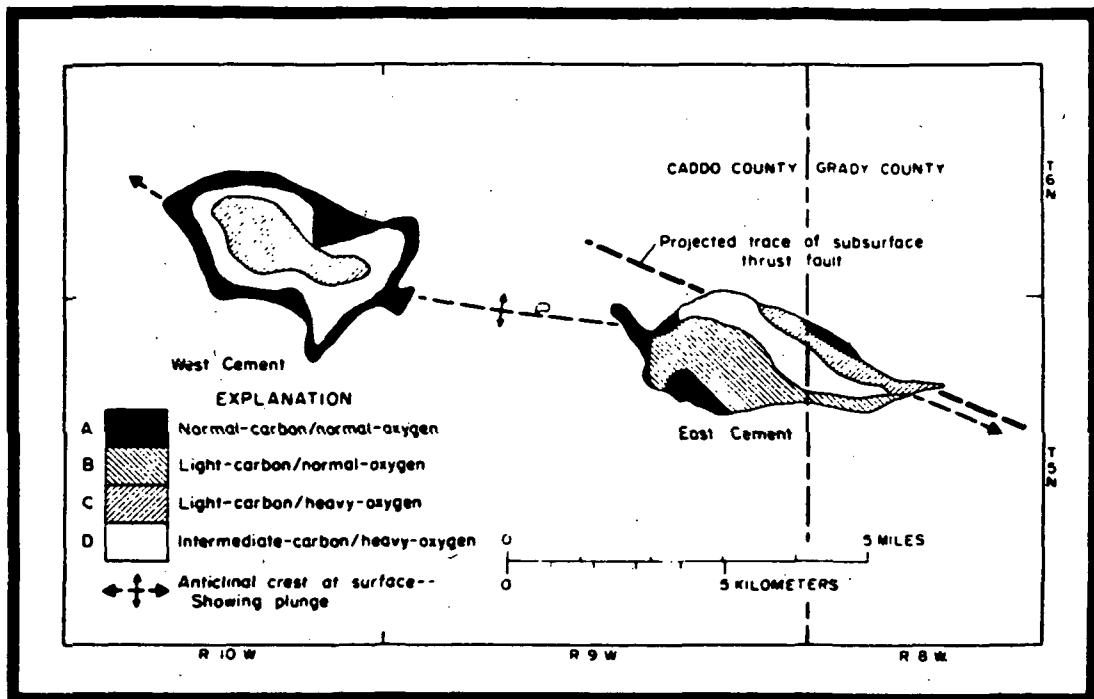 CADDO COUNTY GRADY COUNTY
T
6
N
Projected trace of subsurface
thrust fault
West Cement
EXPLANATION
A Normal-carbon/normal-oxygen
B Light-carbon/normal-oxygen
C Light-carbon/heavy-oxygen
D Intermediate-carbon/heavy-oxygen
Anticlinal crest at surface--
Showing plunge
East Cement
T
5
N
0 5 MILES
0 5 KILOMETERS
R 10 W
R 9 W
R 8 W